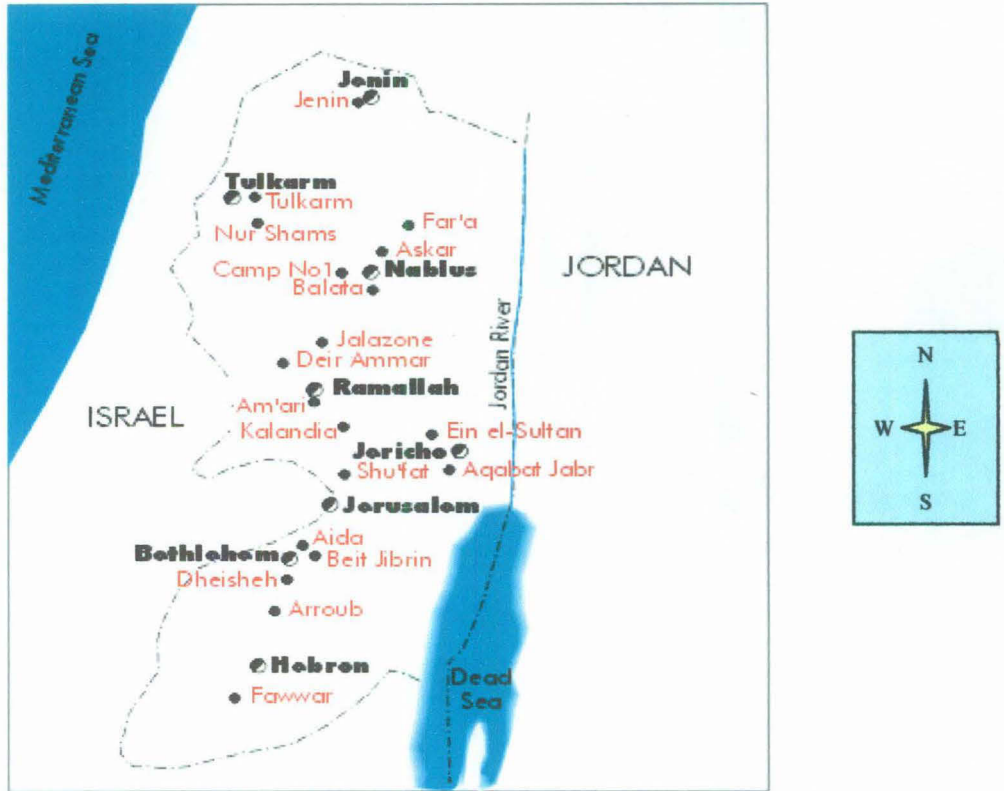 Mediterranean Sea
Jenin
Jenin
Tulkarm
Tulkarm
Nur Shams
Far'a
Askar
Camp No1
Nablus
Balata
JORDAN
Jalazone
Deir Ammar
Jordan River
Ramallah
Am'ari
ISRAEL
Kalandia
Ein el-Sultan
Jericho
Shu'fat
Aqabat Jabr
Jerusalem
Aida
Bethlehem
Beit Jibrin
Dheisheh
Arroub
Hebron
Fawwar
Dead
Sea
N
W
E
S